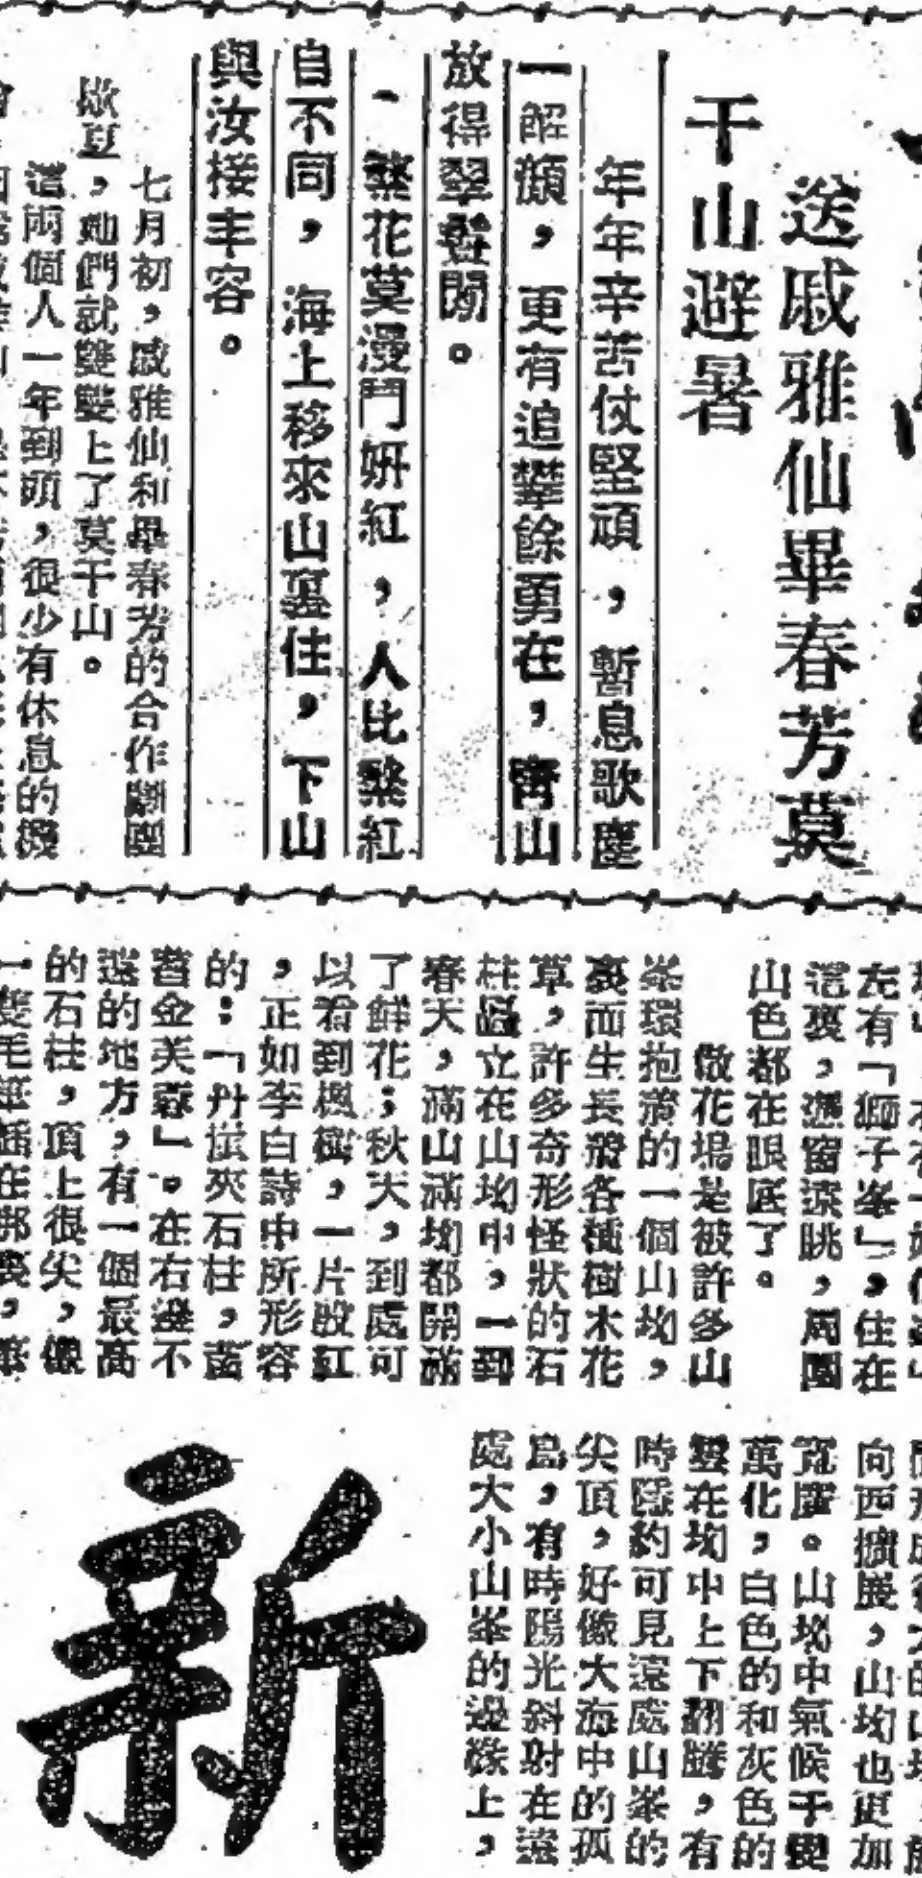 送戚雅仙畢春芳莫
干山避暑
年年辛苦仗堅頑，暫息歌塵
一解顏，更有追攀餘勇在，青山
放得翠鬟閒。
、繁花莫漫鬥妍紅，人比繁紅
自不同，海上移來山裏住，下山
與汝接丰容。
七月初，戚雅仙和畢春芳的合作劇團
歇夏，她們就雙雙上了莫干山。
這兩個人一年到頭，很少有休息的機
左有「獅子峯」，住在
這裏，邇窗遠眺，周圍
山色都在眼底了。
散花塢是被許多山
峯環抱着的一個山坳，
裏面生長着各種樹木花
草，許多奇形怪狀的石
柱矗立在山坳中，一到
春天，滿山滿坳都開滿
了鮮花；秋天，到處可
以看到楓樹，一片殷紅
，正如李白詩中所形容
的：「丹崖夾石柱，菡
萏金芙蓉」。在右邊不
遠的地方，有一個最高
的石柱，頂上很尖，像
一隻毛筆插在那裏，
向西擴展，山坳也更加
寬廣。山坳中氣候千變
萬化，白色的和灰色的
雲在坳中上下翻騰，有
時隱約可見遠處山峯的
尖頂，好像大海中的孤
島，有時陽光斜射在遠
處大小山峯的邊緣上，
新